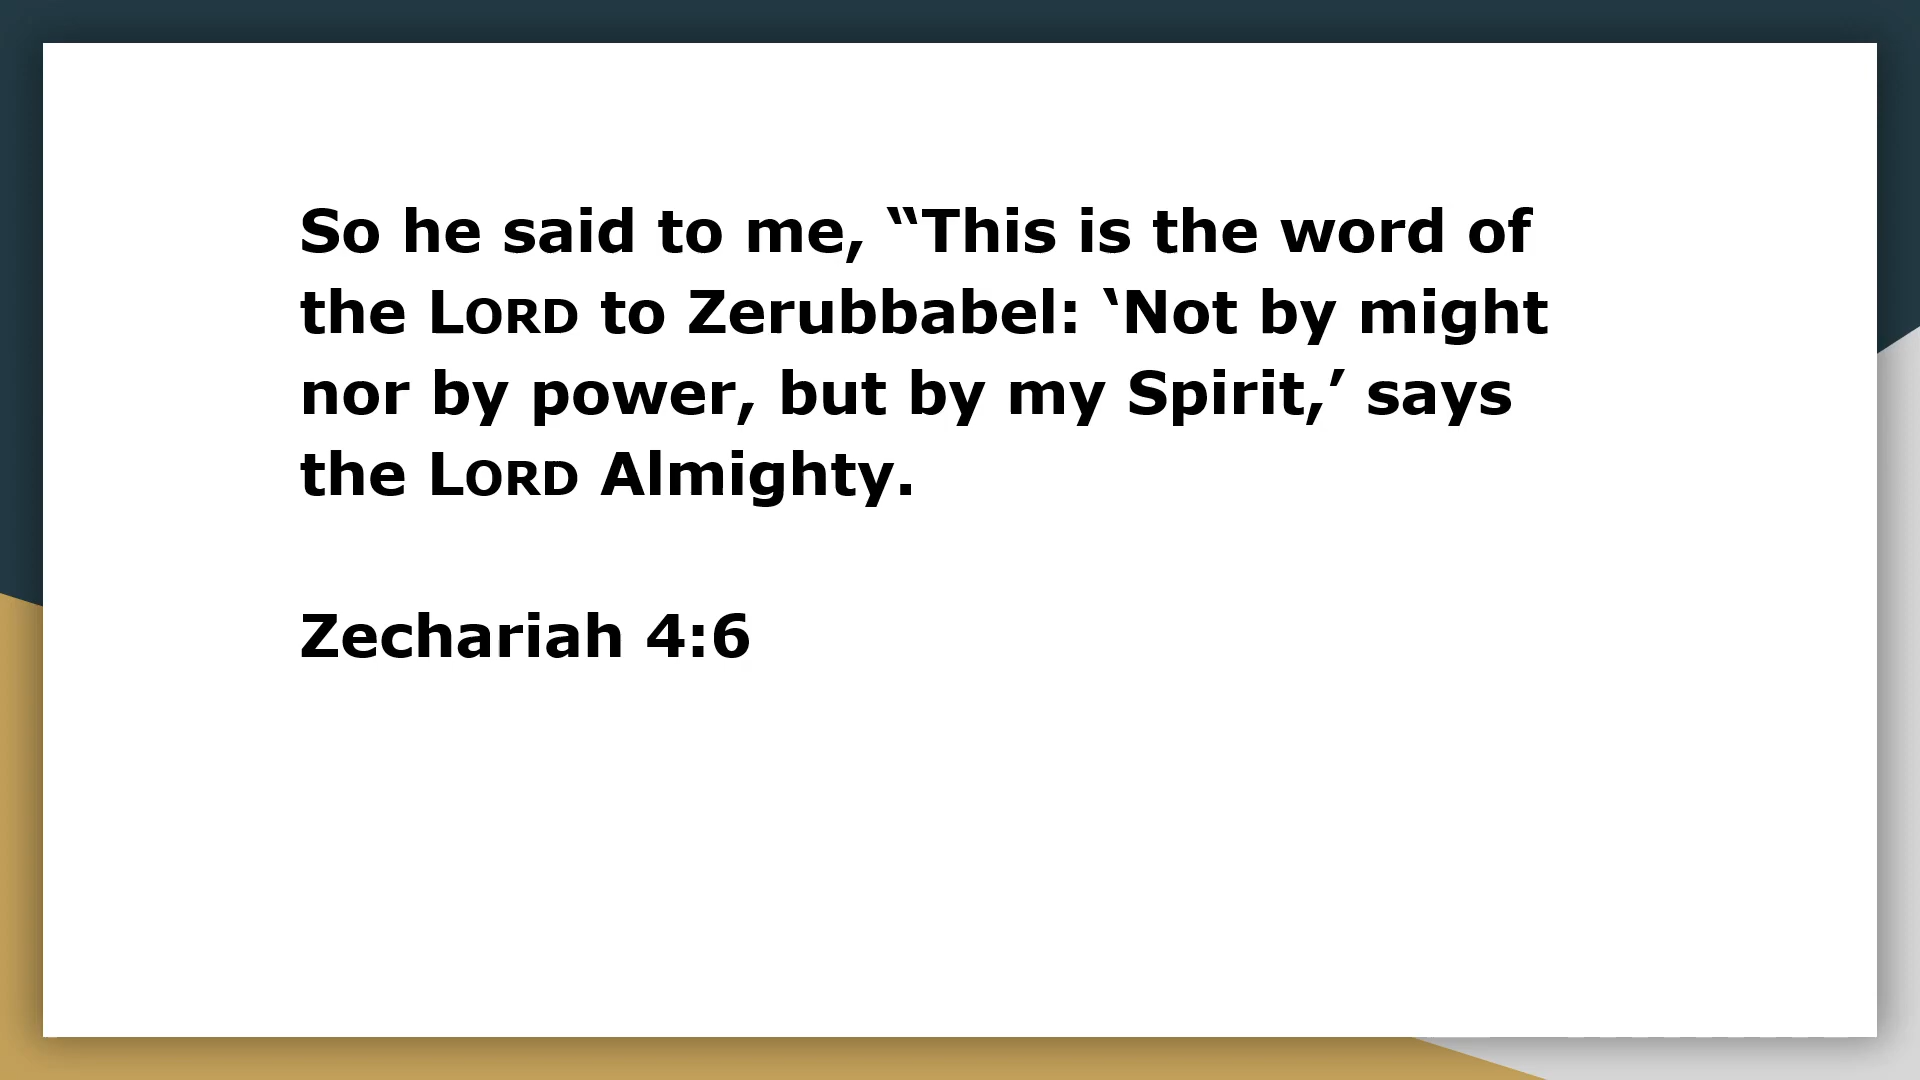 So he said to me, “This is the word of
the LORD to Zerubbabel: ‘Not by might
nor by power, but by my Spirit,’ says
the LORD Almighty.
Zechariah 4:6